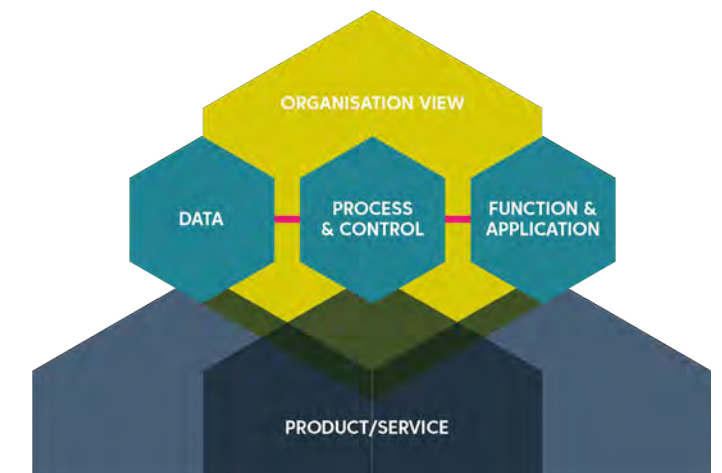 ORGANISATION VIEW
DATA
PROCESS
& CONTROL
FUNCTION &
APPLICATION
PRODUCT/SERVICE